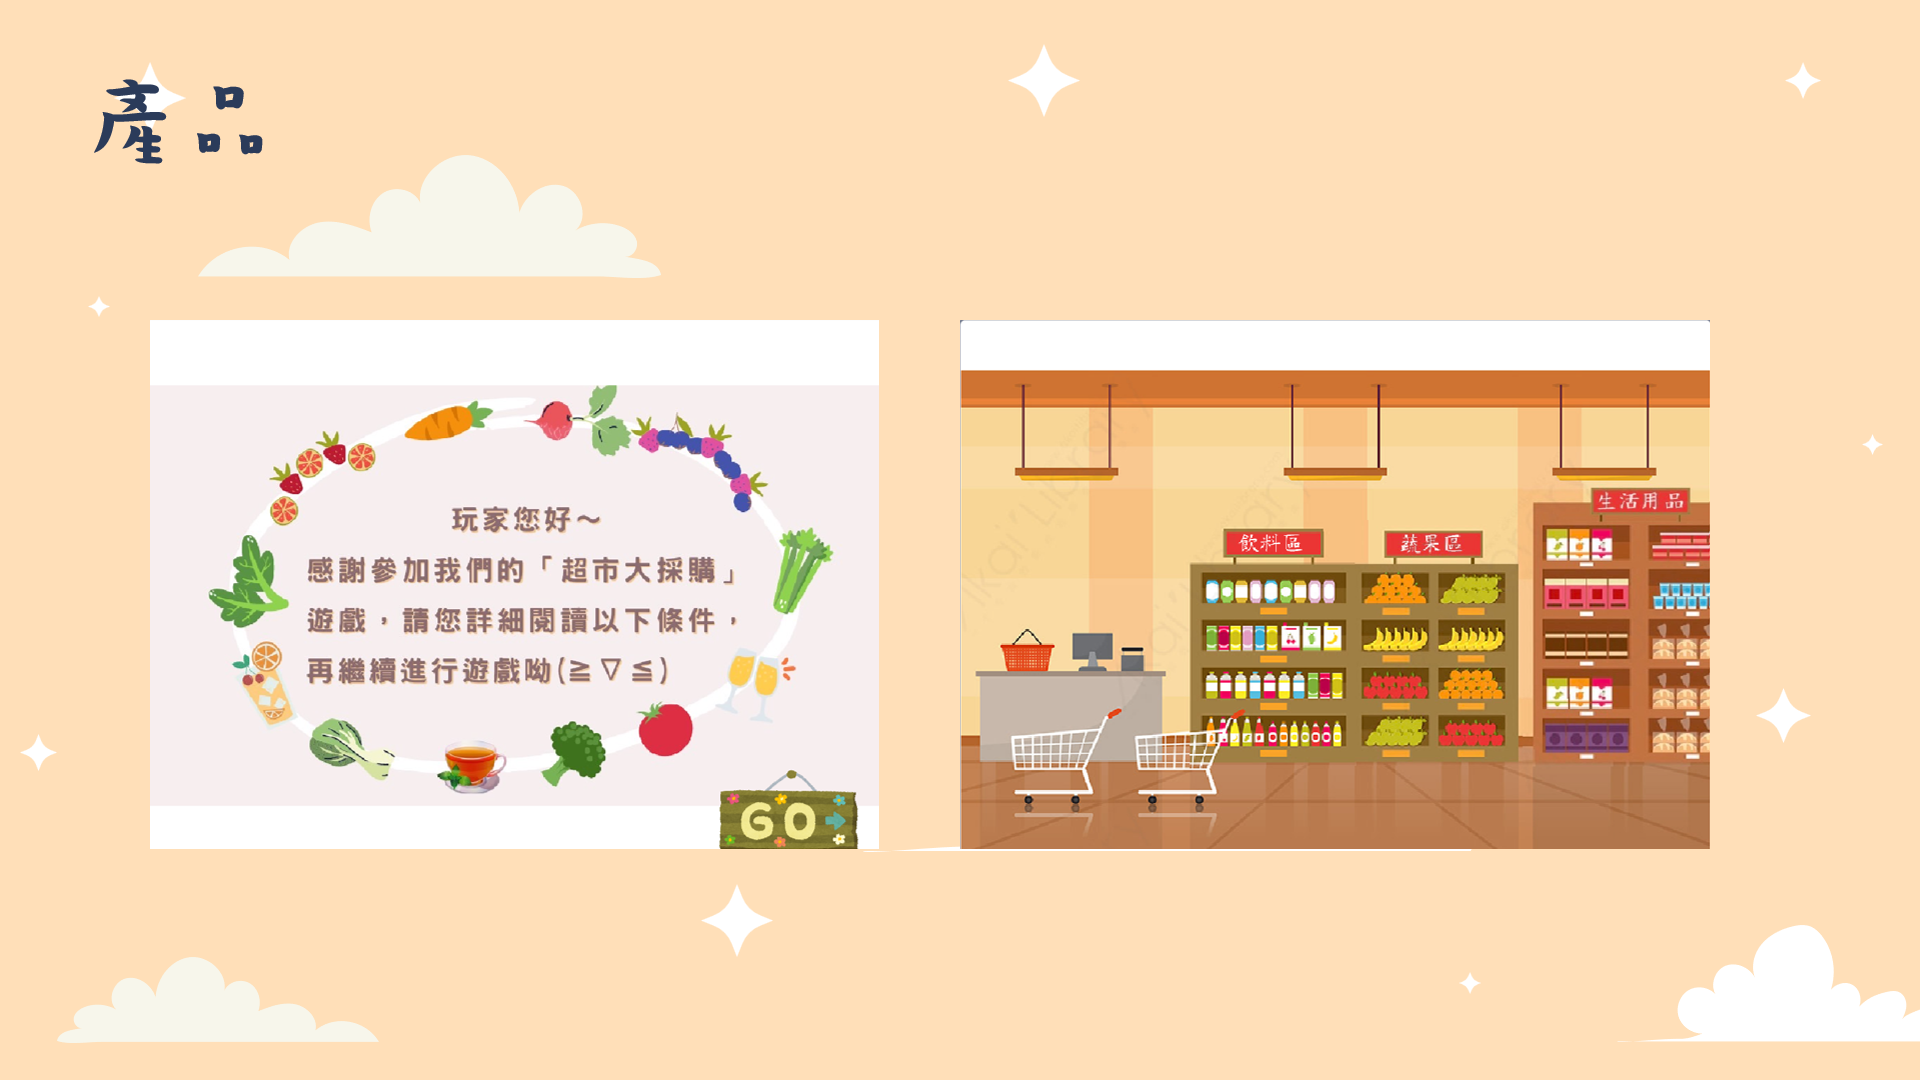 產品
玩家您好～
感謝參加我們的「超市大採購」
遊戲，請您詳細閱讀以下條件，
再繼續進行遊戲呦(≧▽≦)
GO
飲料區
蔬果區
生活用品